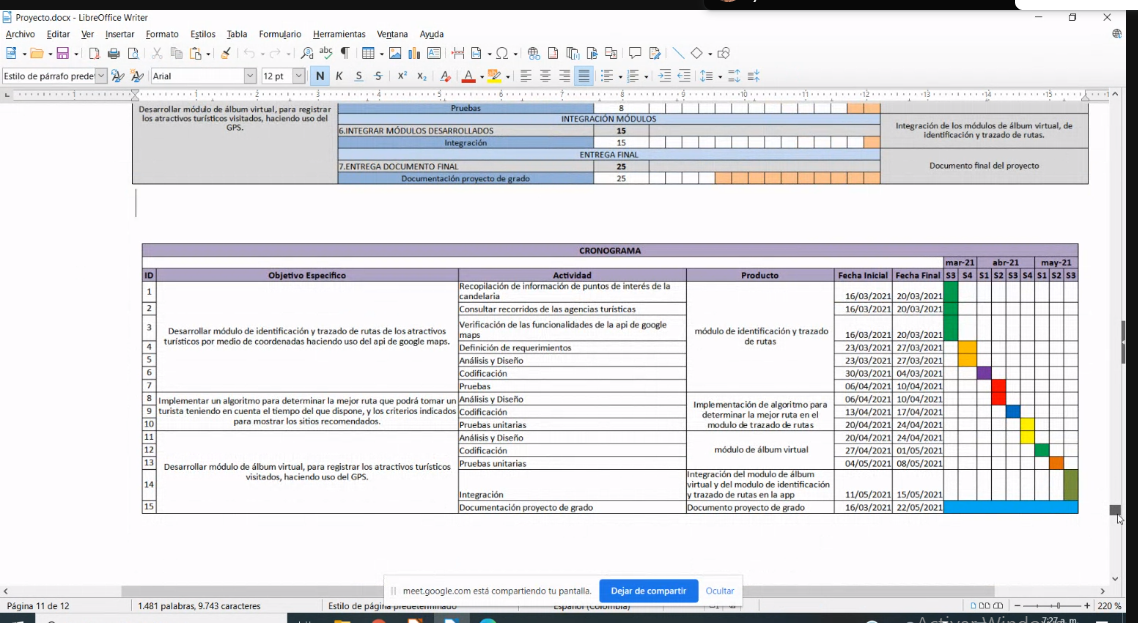 Proyecto.docx - LibreOffice Writer
Archivo Editar Ver Insertar Formato Estilos Tabla Formulario Herramientas Ventana Ayuda
Estilo de párrafo prede Arial 12 pt N K S S X² X₂
1 2 3 4 5 6 7 8 9 10 11 12 13 14 15
Desarrollar módulo de álbum virtual, para registrar los atractivos turísticos visitados, haciendo uso del GPS.
Pruebas 8
INTEGRACIÓN MÓDULOS
6.INTEGRAR MÓDULOS DESARROLLADOS 15
Integración 15
Integración de los módulos de álbum virtual, de identificación y trazado de rutas.
ENTREGA FINAL
7.ENTREGA DOCUMENTO FINAL 25
Documentación proyecto de grado 25
Documento final del proyecto
CRONOGRAMA
mar-21 abr-21 may-21
ID Objetivo Especifico Actividad Producto Fecha Inicial Fecha Final S3 S4 S1 S2 S3 S4 S1 S2 S3
Desarrollar módulo de identificación y trazado de rutas de los atractivos turísticos por medio de coordenadas haciendo uso del api de google maps.
módulo de identificación y trazado de rutas
1 Recopilación de información de puntos de interés de la candelaria 16/03/2021 20/03/2021
2 Consultar recorridos de las agencias turísticas 16/03/2021 20/03/2021
3 Verificación de las funcionalidades de la api de google maps 16/03/2021 20/03/2021
4 Definición de requerimientos 23/03/2021 27/03/2021
5 Análisis y Diseño 23/03/2021 27/03/2021
6 Codificación 30/03/2021 04/03/2021
7 Pruebas 06/04/2021 10/04/2021
Implementar un algoritmo para determinar la mejor ruta que podrá tomar un turista teniendo en cuenta el tiempo del que dispone, y los criterios indicados para mostrar los sitios recomendados.
Implementación de algoritmo para determinar la mejor ruta en el modulo de trazado de rutas
8 Análisis y Diseño 06/04/2021 10/04/2021
9 Codificación 13/04/2021 17/04/2021
10 Pruebas unitarias 20/04/2021 24/04/2021
Desarrollar módulo de álbum virtual, para registrar los atractivos turísticos visitados, haciendo uso del GPS.
módulo de álbum virtual
11 Análisis y Diseño 20/04/2021 24/04/2021
12 Codificación 27/04/2021 01/05/2021
13 Pruebas unitarias 04/05/2021 08/05/2021
14 Integración Integración del modulo de álbum virtual y del modulo de identificación y trazado de rutas en la app 11/05/2021 15/05/2021
15 Documentación proyecto de grado Documento proyecto de grado 16/03/2021 22/05/2021
meet.google.com está compartiendo tu pantalla. Dejar de compartir Ocultar
Página 11 de 12 1.481 palabras, 9.743 caracteres Estilo de página predeterminado Español (Colombia) 220 %
7:27 a. m.